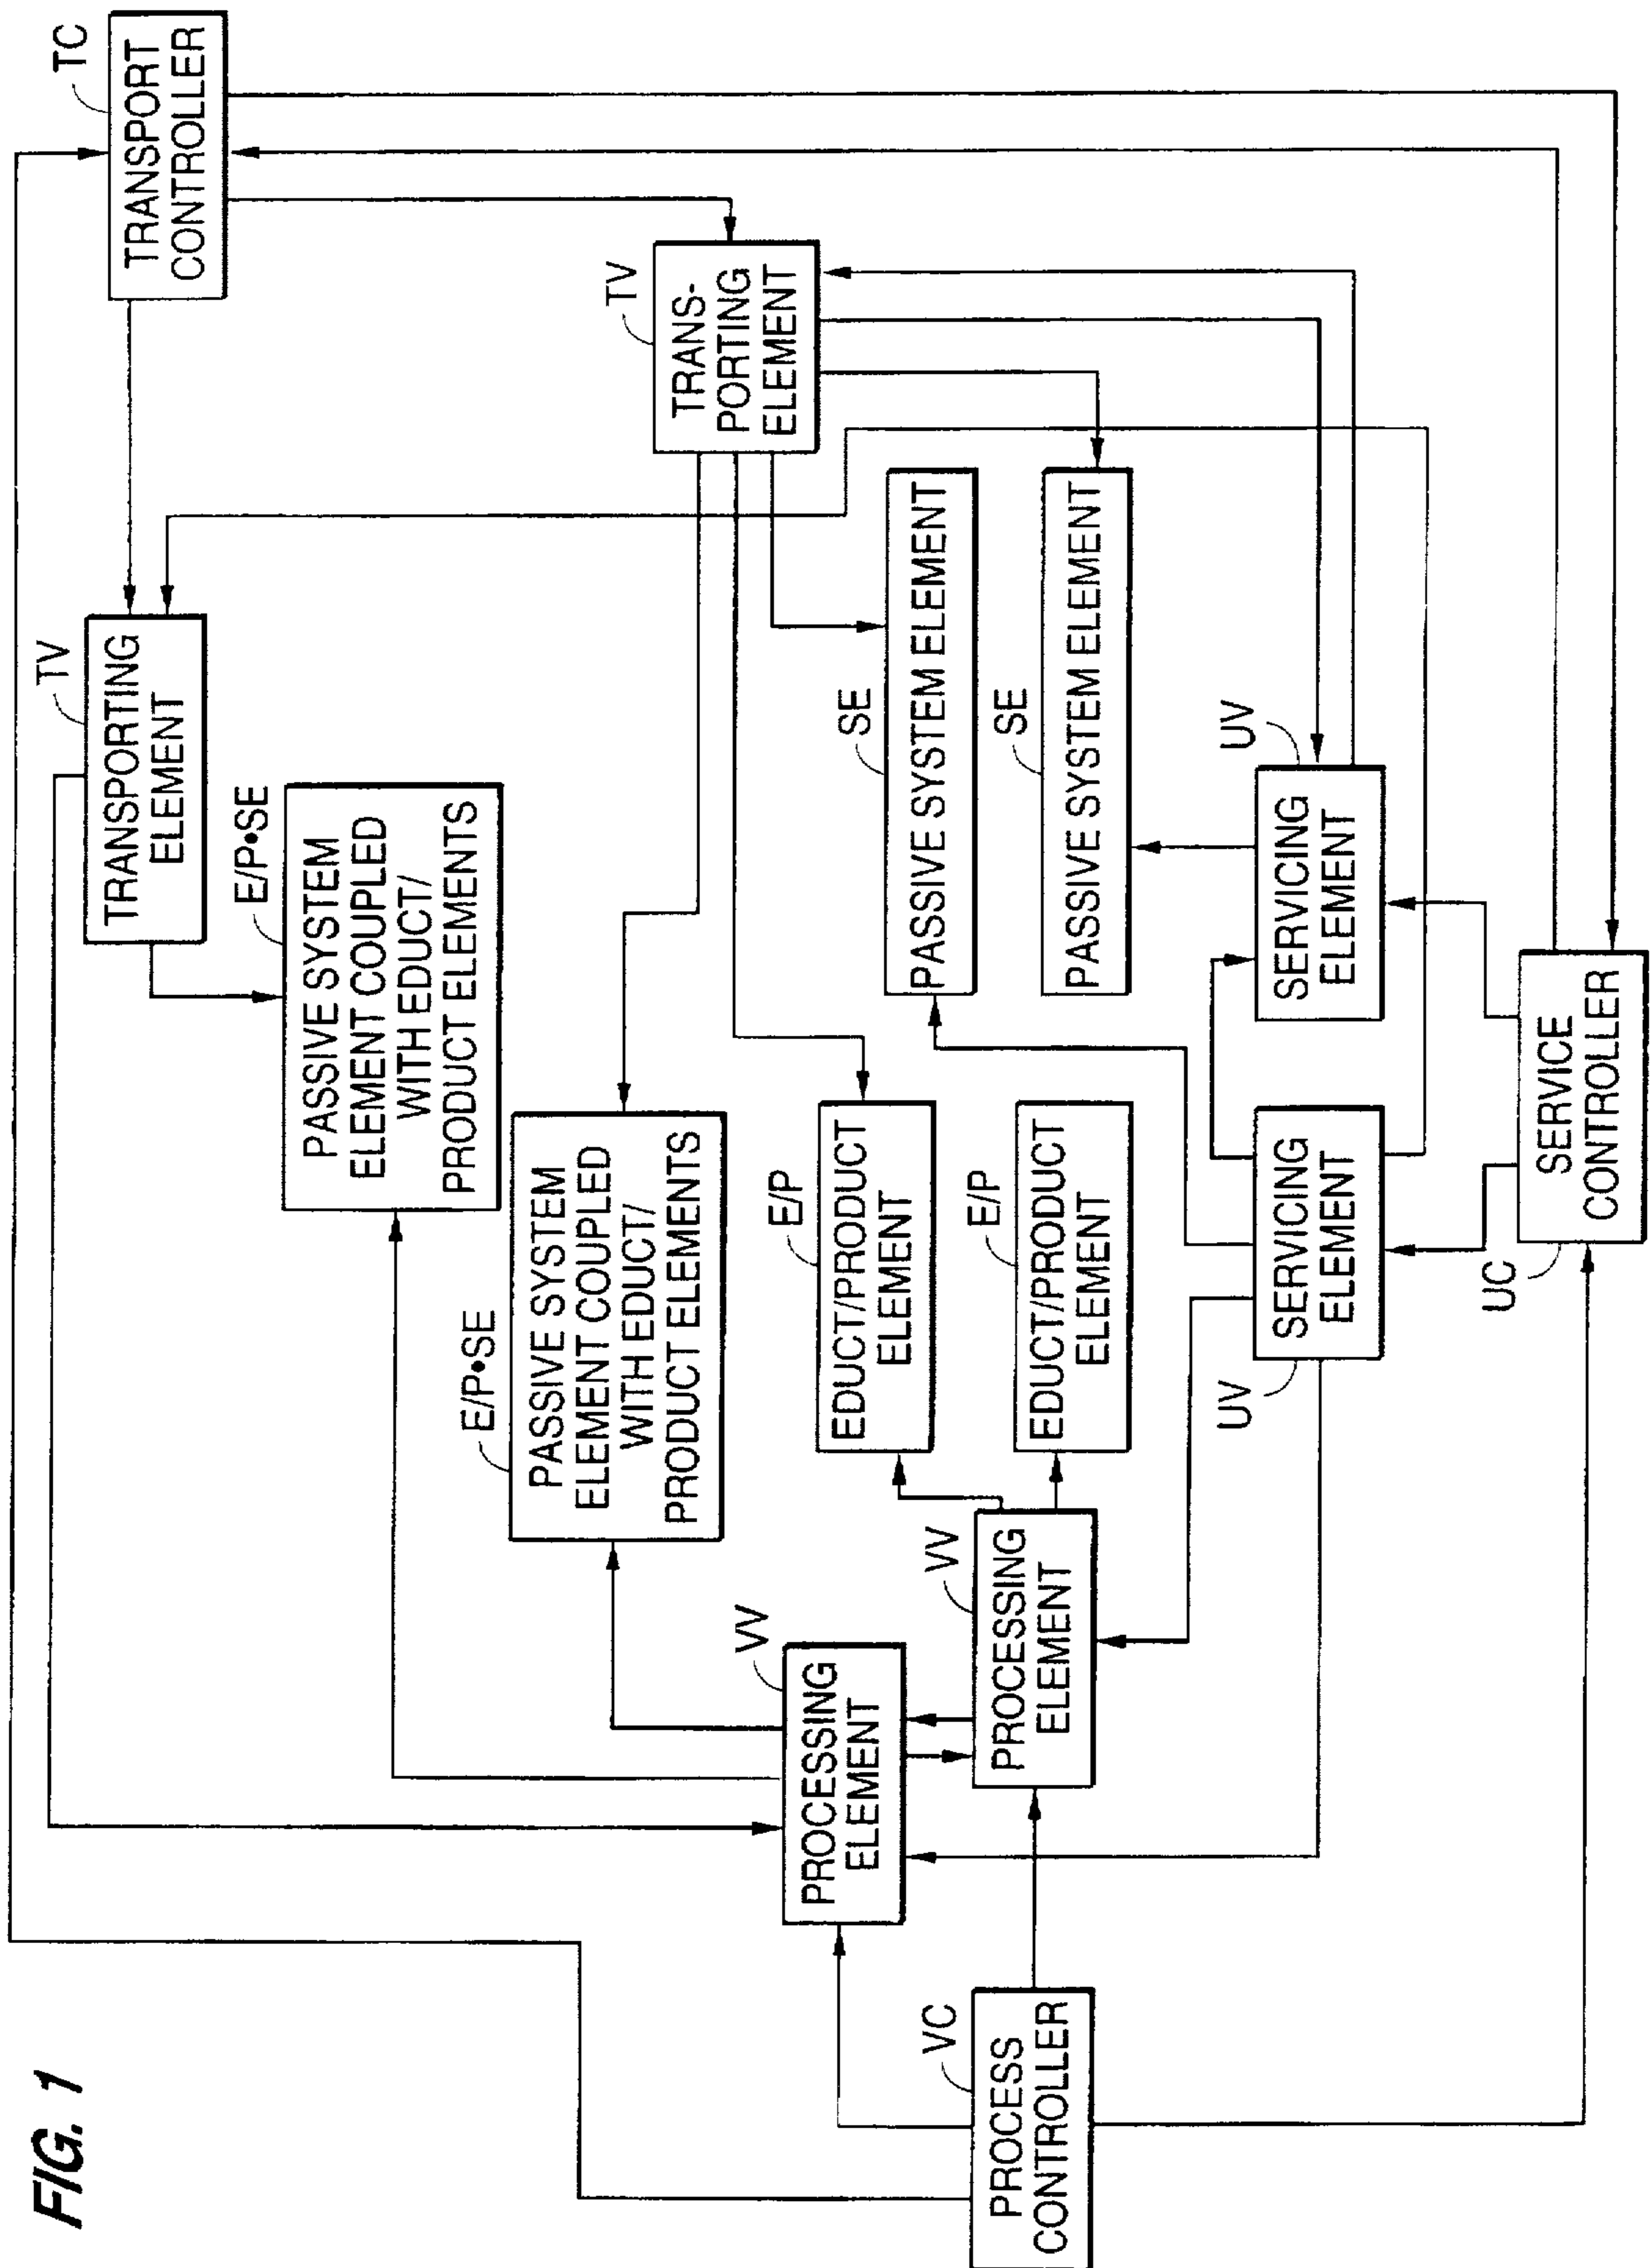 FIG. 1
TC
TRANSPORT
CONTROLLER
TV
TRANSPORTING
ELEMENT
TV
TRANS-
PORTING
ELEMENT
E/P•SE
PASSIVE SYSTEM
ELEMENT COUPLED
WITH EDUCT/
PRODUCT ELEMENTS
E/P•SE
PASSIVE SYSTEM
ELEMENT COUPLED
WITH EDUCT/
PRODUCT ELEMENTS
SE
PASSIVE SYSTEM ELEMENT
SE
PASSIVE SYSTEM ELEMENT
E/P
EDUCT/PRODUCT
ELEMENT
E/P
EDUCT/PRODUCT
ELEMENT
VV
PROCESSING
ELEMENT
VV
PROCESSING
ELEMENT
UV
SERVICING
ELEMENT
UV
SERVICING
ELEMENT
VC
PROCESS
CONTROLLER
UC
SERVICE
CONTROLLER